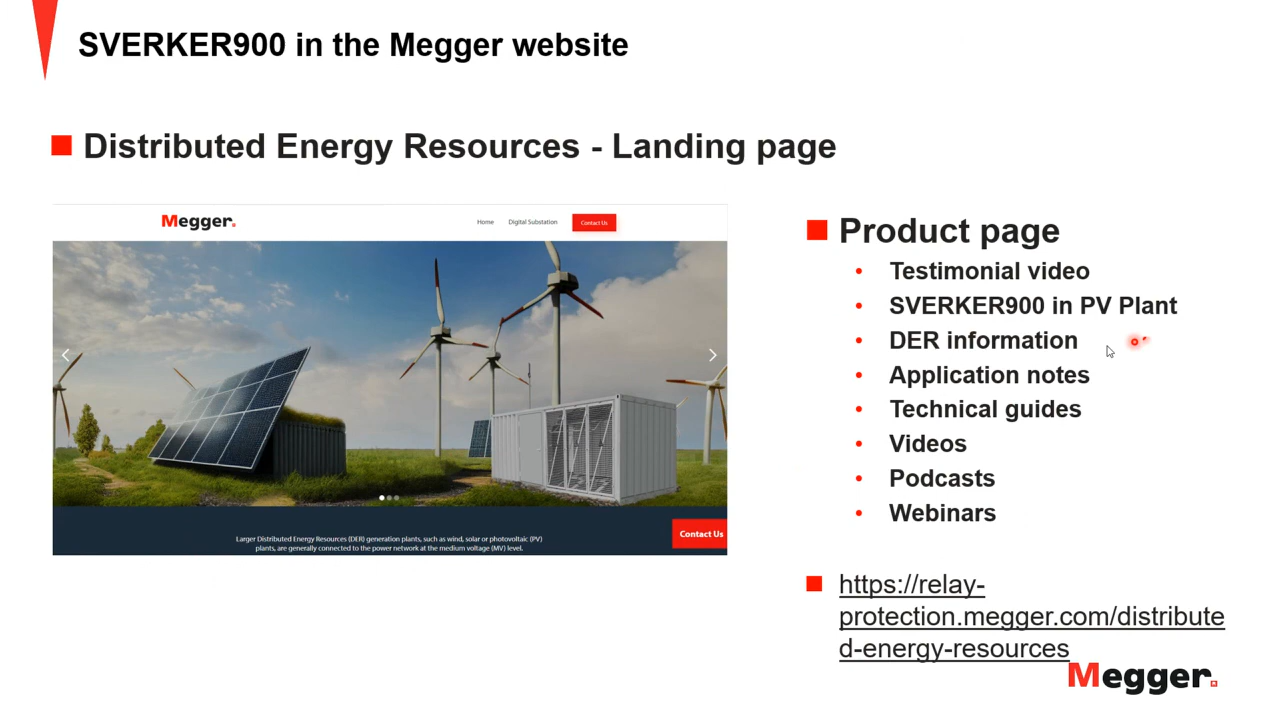 SVERKER900 in the Megger website
Distributed Energy Resources - Landing page
Megger.
Home
Digital Substation
Contact Us
Larger Distributed Energy Resources (DER) generation plants, such as wind, solar or photovoltaic (PV)
plants, are generally connected to the power network at the medium voltage (MV) level.
Contact Us
Product page
Testimonial video
SVERKER900 in PV Plant
DER information
Application notes
Technical guides
Videos
Podcasts
Webinars
https://relay-
protection.megger.com/distribute
d-energy-resources
Megger.